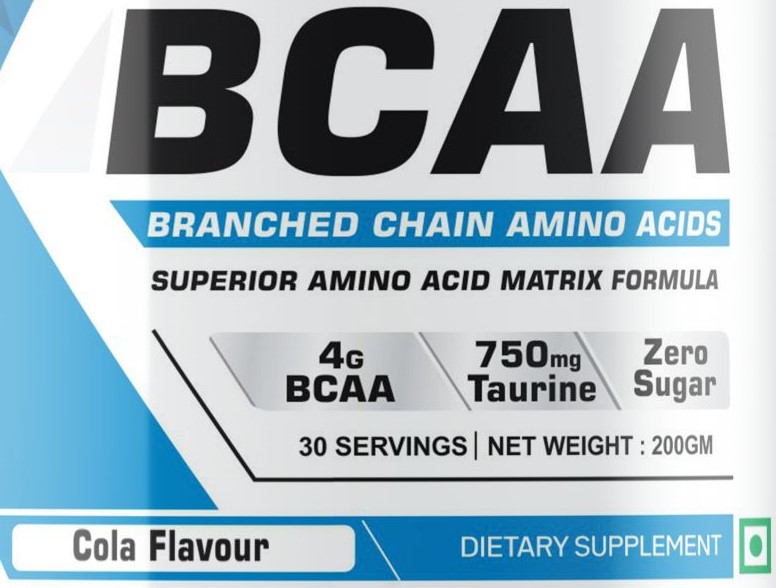 BCAA
BRANCHED CHAIN AMINO ACIDS
SUPERIOR AMINO ACID MATRIX FORMULA
4G BCAA
750mg Taurine
Zero Sugar
30 SERVINGS | NET WEIGHT : 200GM
Cola Flavour
DIETARY SUPPLEMENT